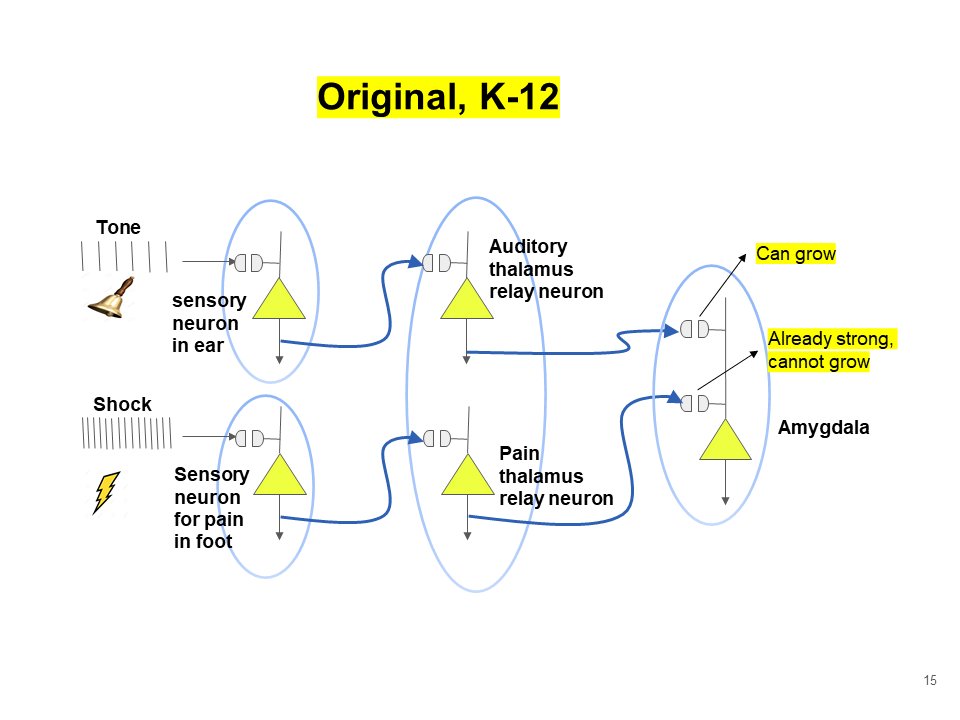 Original, K-12
Tone
sensory
neuron
in ear
Auditory
thalamus
relay neuron
Can grow
Already strong,
cannot grow
Amygdala
Shock
Sensory
neuron
for pain
in foot
Pain
thalamus
relay neuron
15